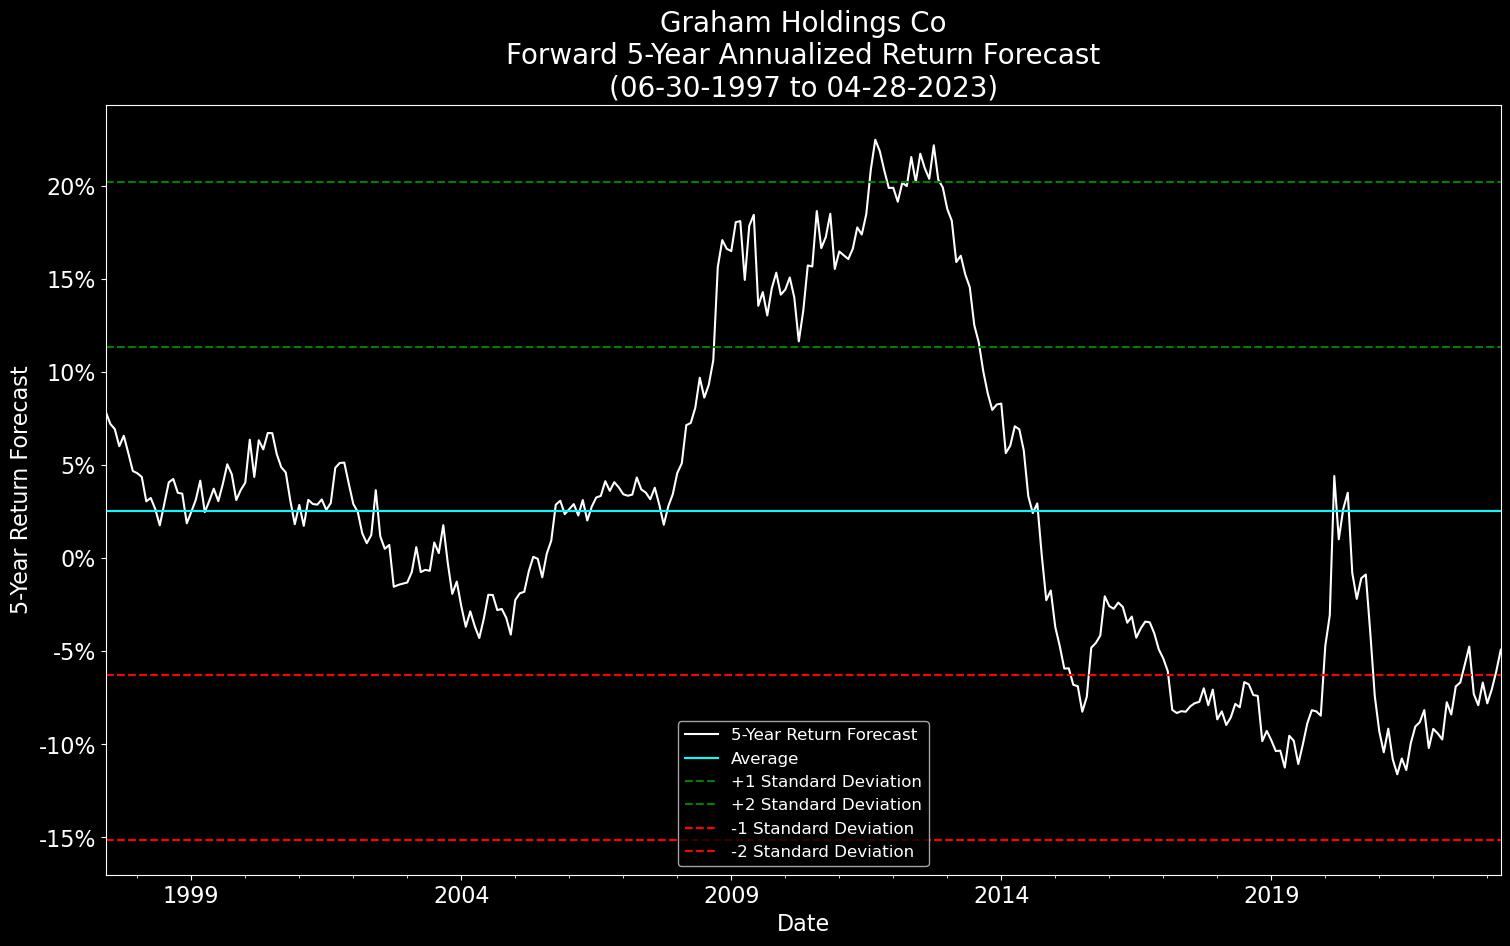 Graham Holdings Co
Forward 5-Year Annualized Return Forecast
(06-30-1997 to 04-28-2023)
5-Year Return Forecast
20%
15%
10%
5%
0%
-5%
-10%
-15%
5-Year Return Forecast
Average
+1 Standard Deviation
+2 Standard Deviation
-1 Standard Deviation
-2 Standard Deviation
1999
2004
2009
2014
2019
Date